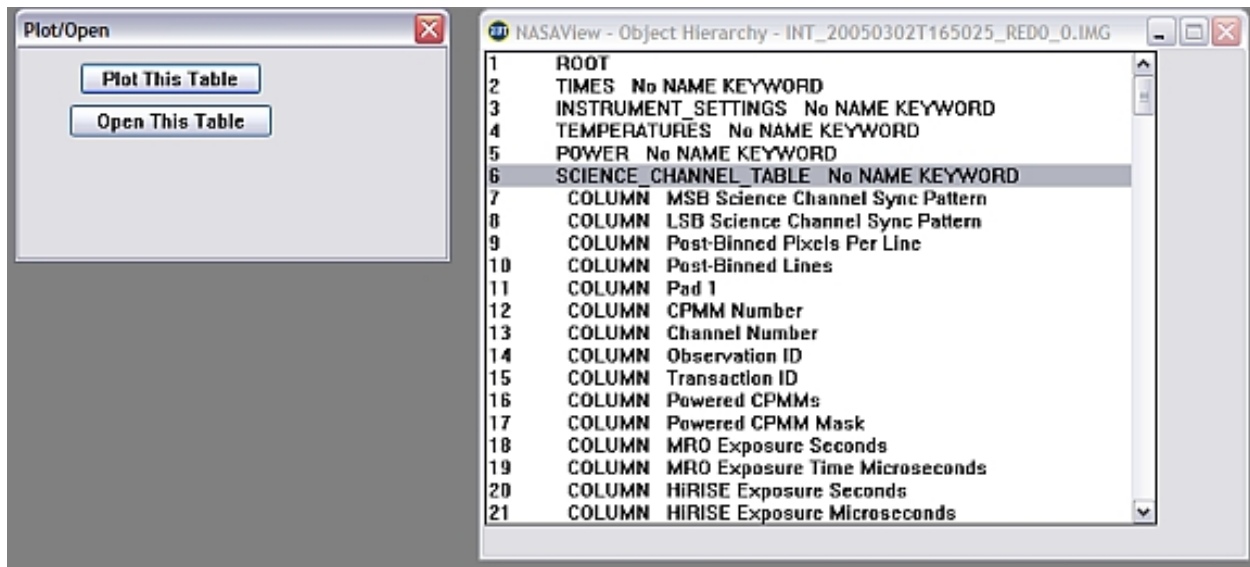 Plot/Open
Plot This Table
Open This Table
NASAView - Object Hierarchy - INT_20050302T165025_RED0_0.IMG
1 ROOT
2 TIMES No NAME KEYWORD
3 INSTRUMENT_SETTINGS No NAME KEYWORD
4 TEMPERATURES No NAME KEYWORD
5 POWER No NAME KEYWORD
6 SCIENCE_CHANNEL_TABLE No NAME KEYWORD
7 COLUMN MSB Science Channel Sync Pattern
8 COLUMN LSB Science Channel Sync Pattern
9 COLUMN Post-Binned Pixels Per Line
10 COLUMN Post-Binned Lines
11 COLUMN Pad 1
12 COLUMN CPMM Number
13 COLUMN Channel Number
14 COLUMN Observation ID
15 COLUMN Transaction ID
16 COLUMN Powered CPMMs
17 COLUMN Powered CPMM Mask
18 COLUMN MRO Exposure Seconds
19 COLUMN MRO Exposure Time Microseconds
20 COLUMN HiRISE Exposure Seconds
21 COLUMN HiRISE Exposure Microseconds